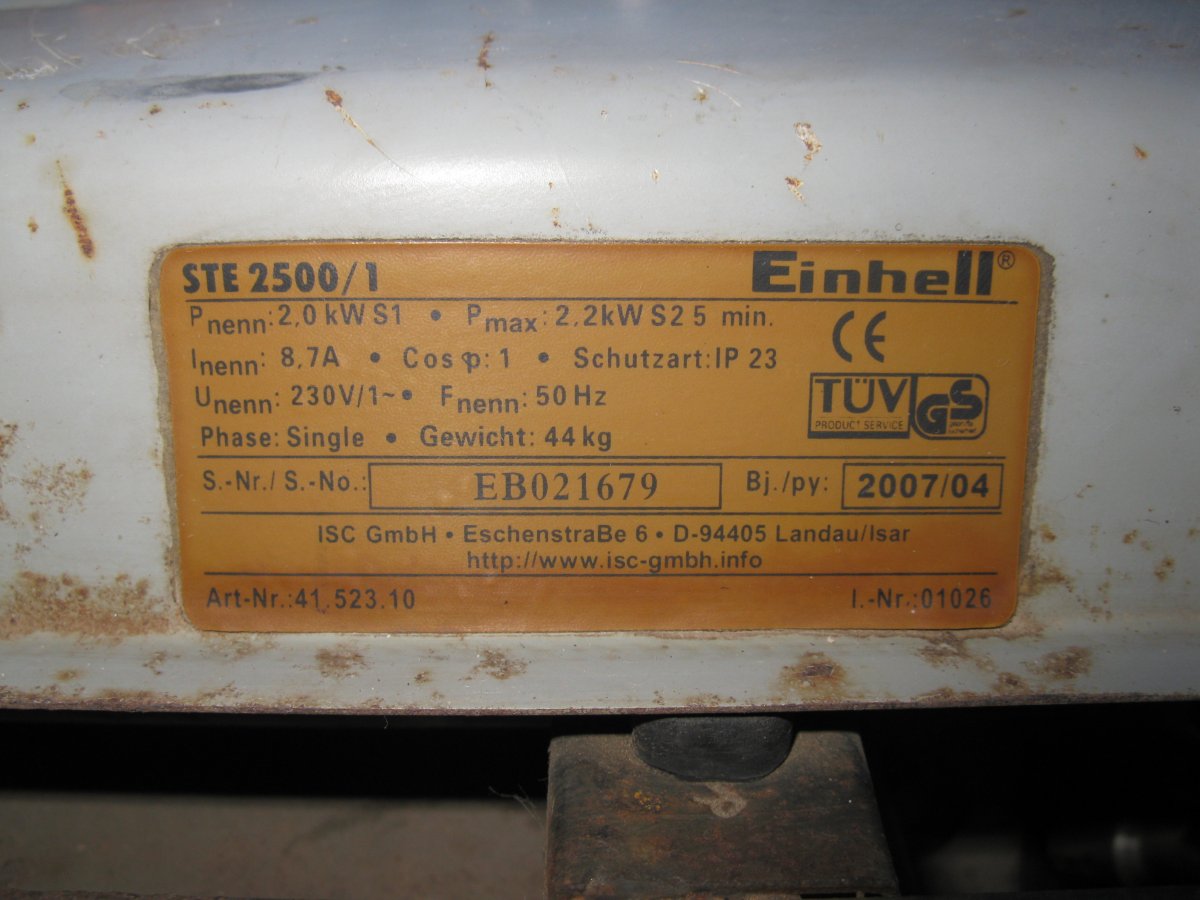 STE 2500/1 Einhell®
Pnenn: 2,0 kW S1 • Pmax: 2,2kW S2 5 min.
Inenn: 8,7A • Cos φ: 1 • Schutzart: IP 23
CE
Unenn: 230V/1~ • Fnenn: 50 Hz
TÜV GS
PRODUCT SERVICE
Phase: Single • Gewicht: 44 kg
S.-Nr./ S.-No.: EB021679 Bj./py: 2007/04
ISC GmbH • EschenstraBe 6 • D-94405 Landau/Isar
http://www.isc-gmbh.info
Art-Nr.:41.523.10 I.-Nr.:01026